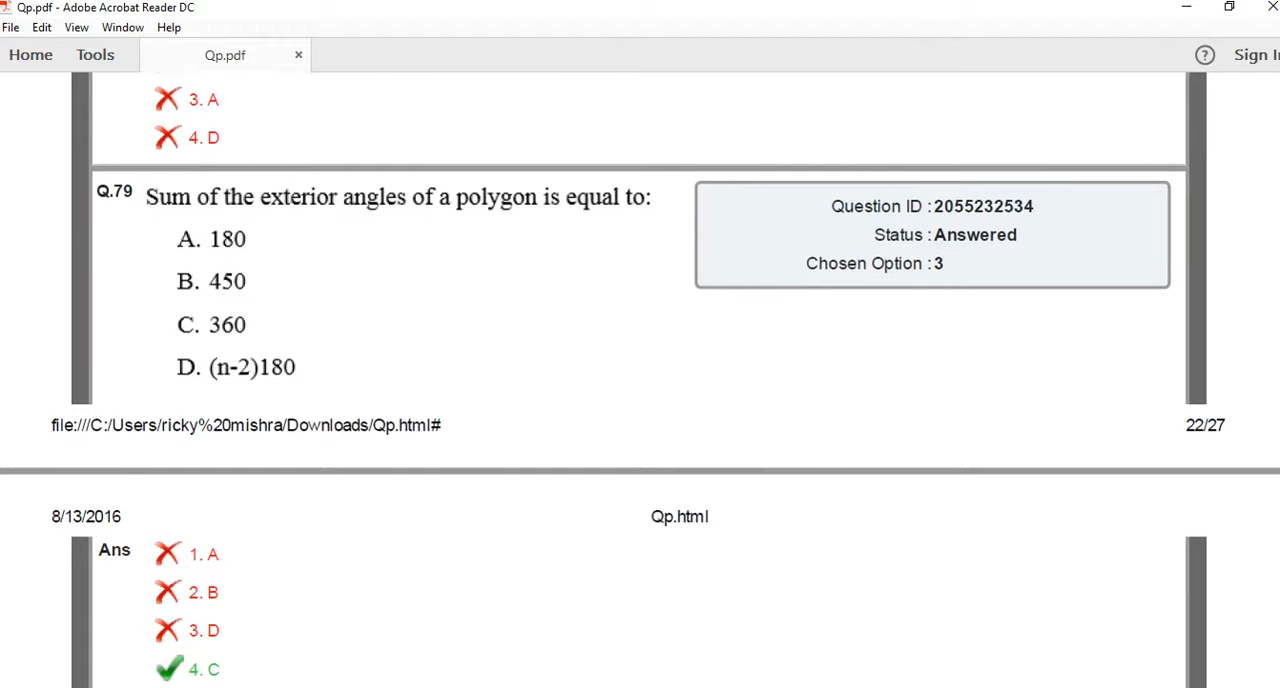 Qp.pdf - Adobe Acrobat Reader DC
File Edit View Window Help
Home Tools Qp.pdf × ? Sign I
3. A
4. D
Q.79 Sum of the exterior angles of a polygon is equal to:
A. 180
B. 450
C. 360
D. (n-2)180
Question ID : 2055232534
Status : Answered
Chosen Option : 3
file:///C:/Users/ricky%20mishra/Downloads/Qp.html# 22/27
8/13/2016 Qp.html
Ans 1. A
2. B
3. D
4. C